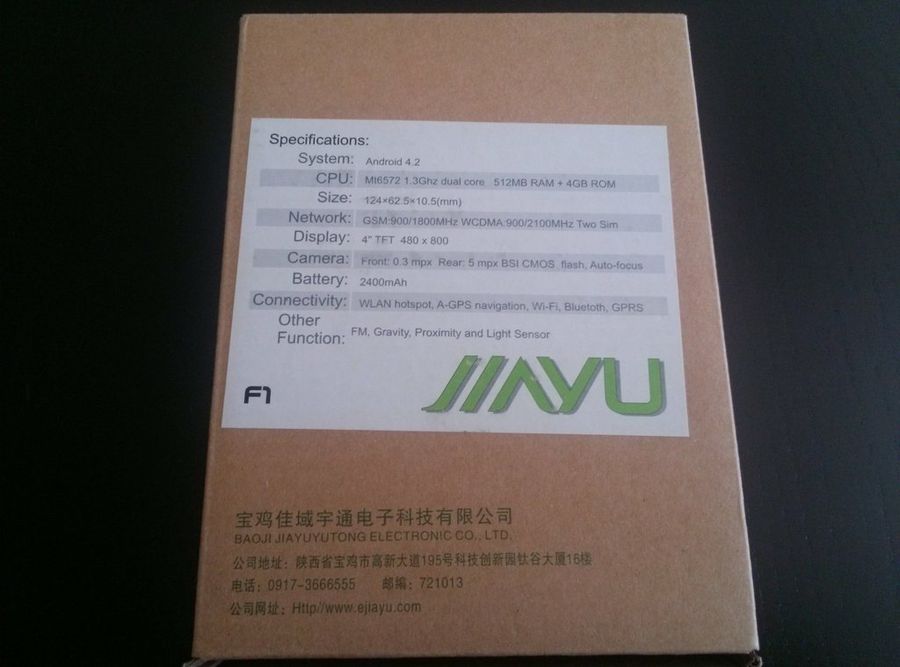 Specifications:
System: Android 4.2
CPU: Mt6572 1.3Ghz dual core 512MB RAM + 4GB ROM
Size: 124×62.5×10.5(mm)
Network: GSM:900/1800MHz WCDMA:900/2100MHz Two Sim
Display: 4" TFT 480 x 800
Camera: Front: 0.3 mpx Rear: 5 mpx BSI CMOS flash, Auto-focus
Battery: 2400mAh
Connectivity: WLAN hotspot, A-GPS navigation, Wi-Fi, Bluetoth, GPRS
Other
Function: FM, Gravity, Proximity and Light Sensor
F1 JIAYU
宝鸡佳域宇通电子科技有限公司
BAOJI JIAYUYUTONG ELECTRONIC CO., LTD.
公司地址：陕西省宝鸡市高新大道195号科技创新园钛谷大厦16楼
电话：0917-3666555 邮编：721013
公司网址：Http//www.ejiayu.com